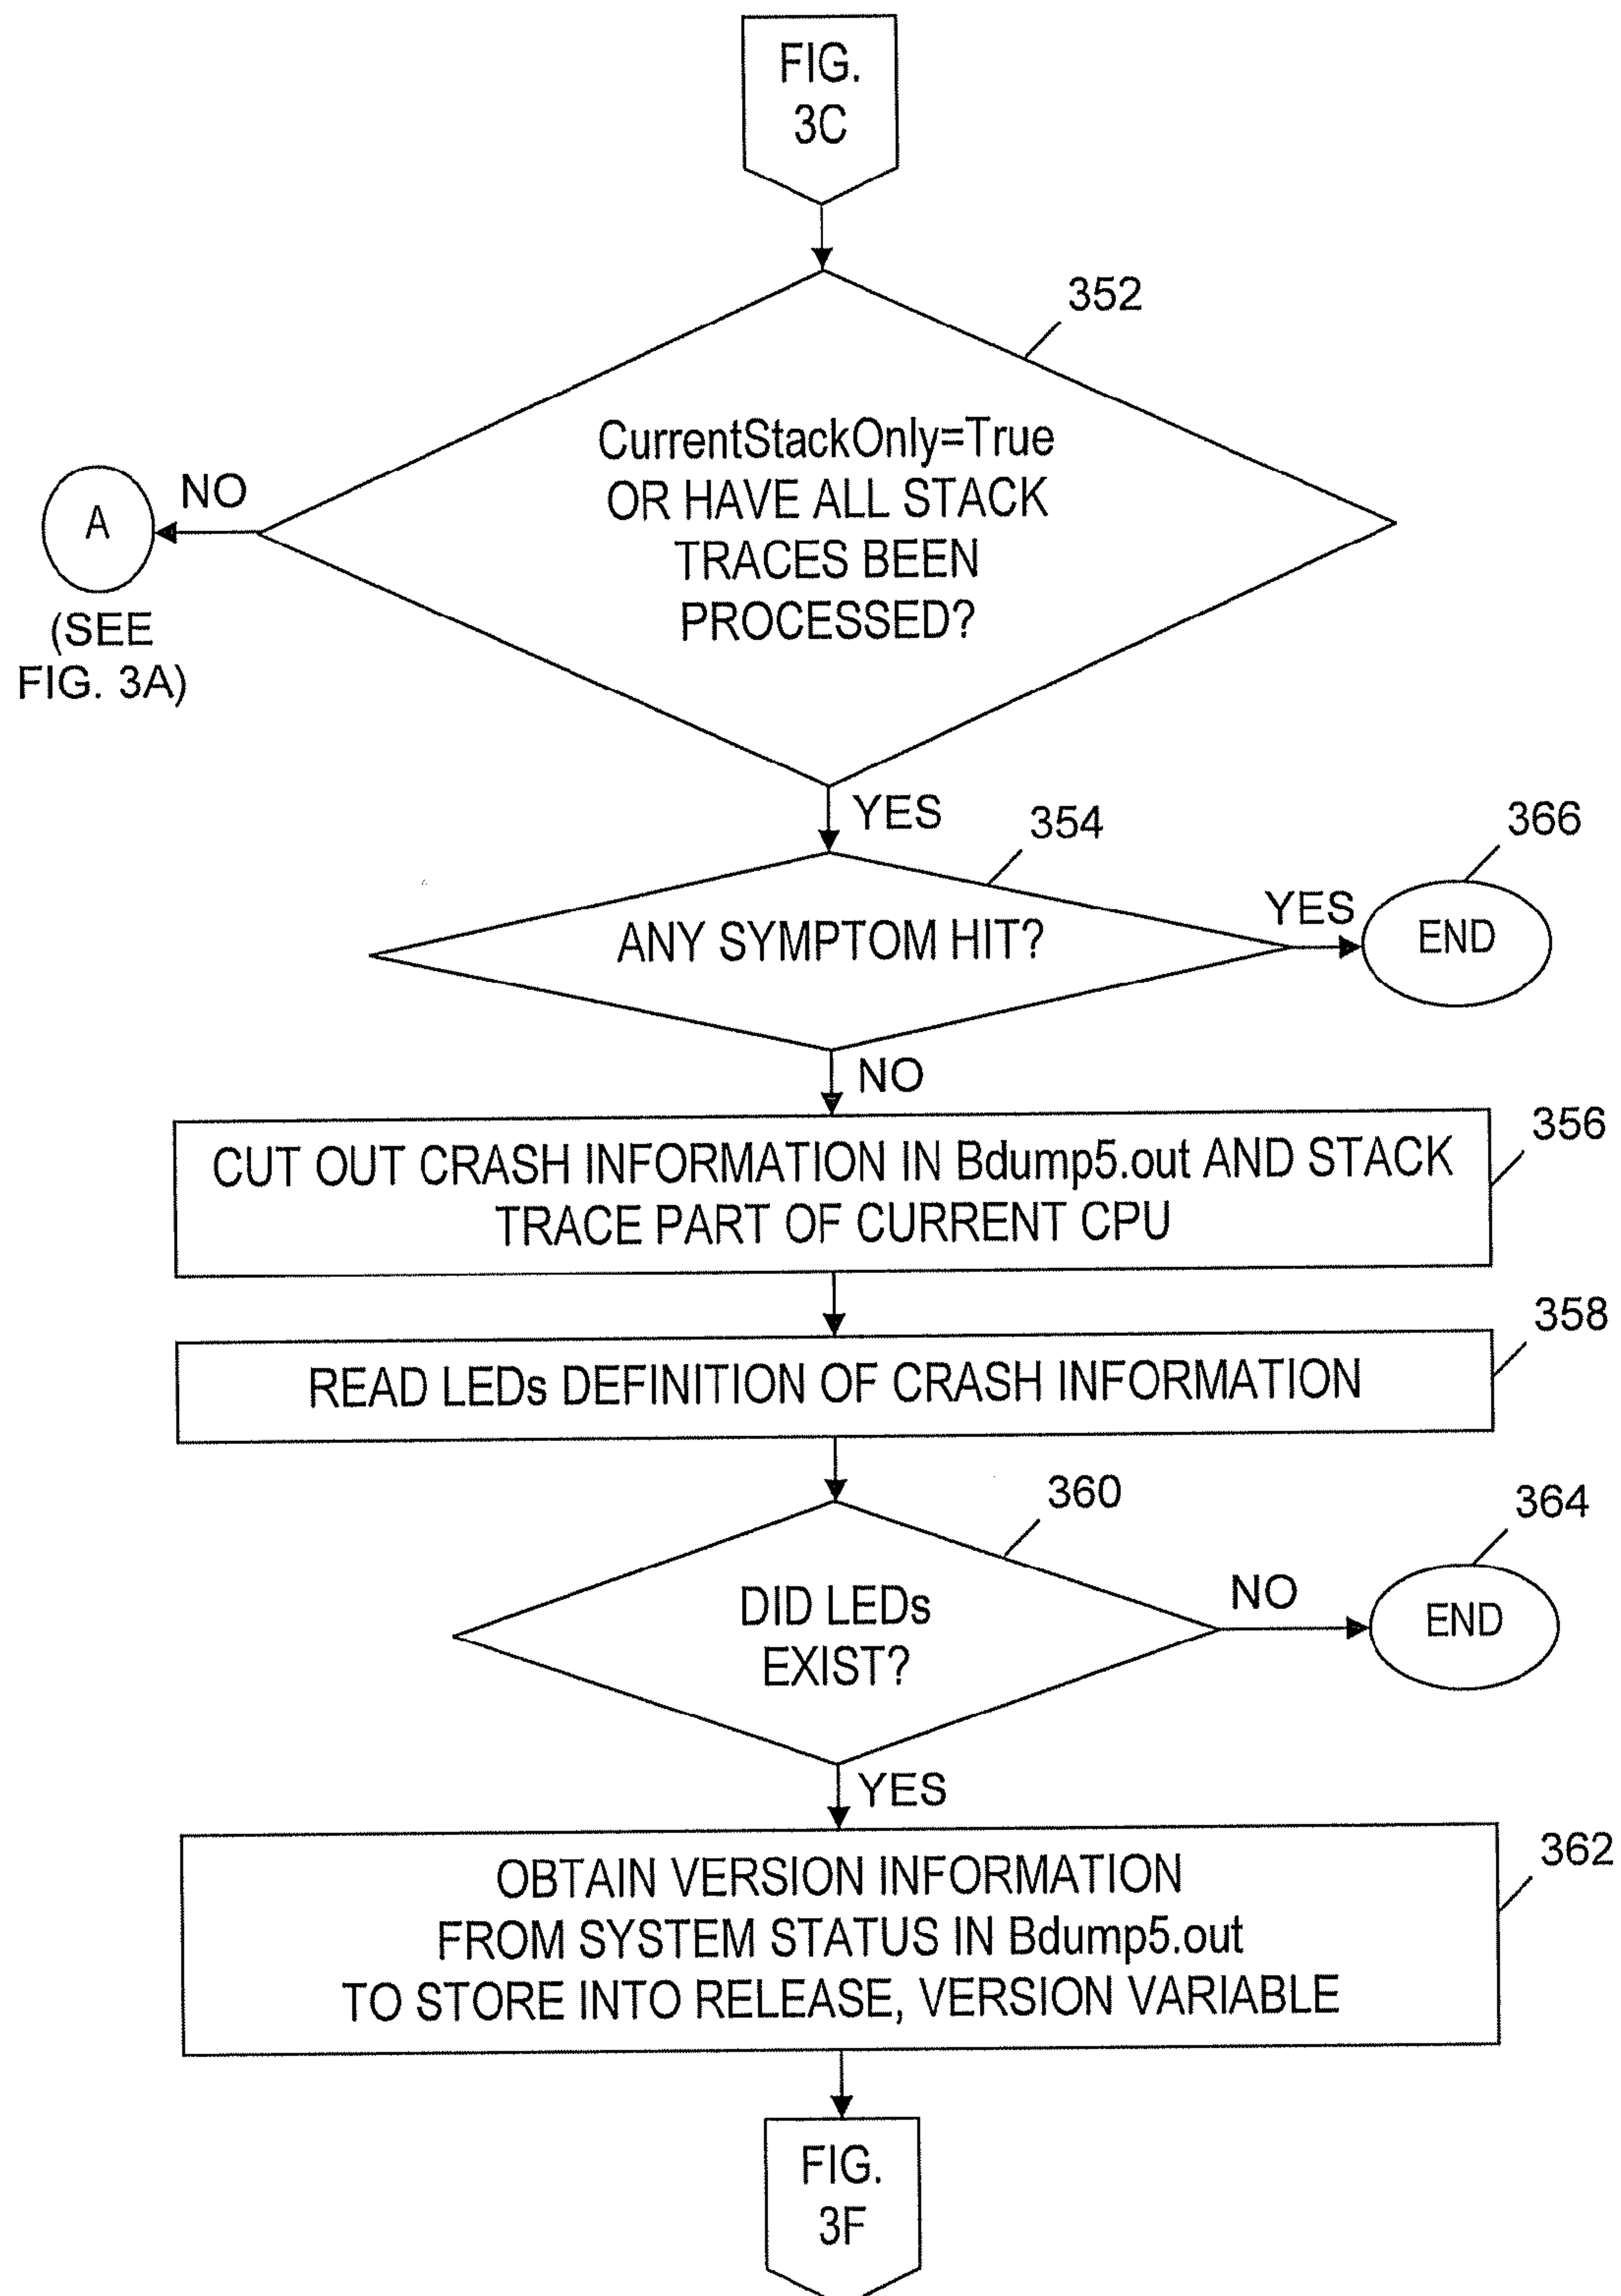 FIG.
3C
352
CurrentStackOnly=True
OR HAVE ALL STACK
TRACES BEEN
PROCESSED?
NO
A
(SEE
FIG. 3A)
YES
354
366
ANY SYMPTOM HIT?
YES
END
NO
356
CUT OUT CRASH INFORMATION IN Bdump5.out AND STACK
TRACE PART OF CURRENT CPU
358
READ LEDs DEFINITION OF CRASH INFORMATION
360
364
DID LEDs
EXIST?
NO
END
YES
362
OBTAIN VERSION INFORMATION
FROM SYSTEM STATUS IN Bdump5.out
TO STORE INTO RELEASE, VERSION VARIABLE
FIG.
3F